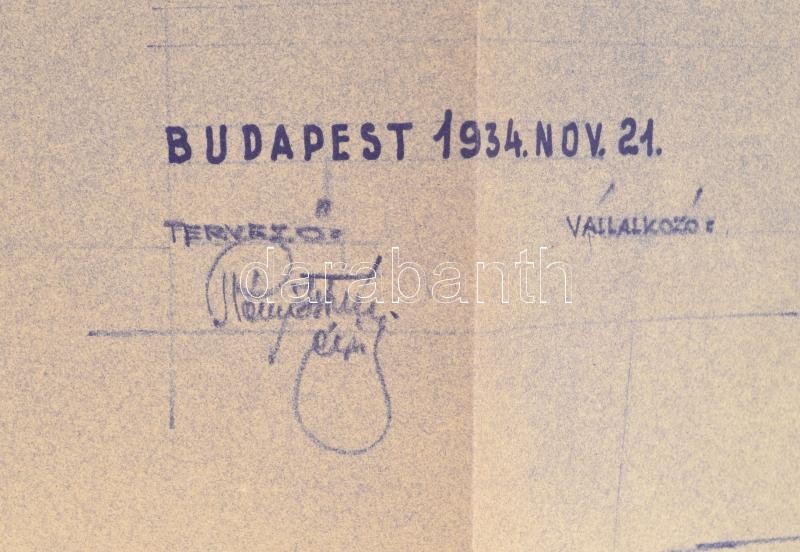 BUDAPEST 1934. NOV. 21.
TERVEZŐ: VÁLLALKOZÓ:
darabanth